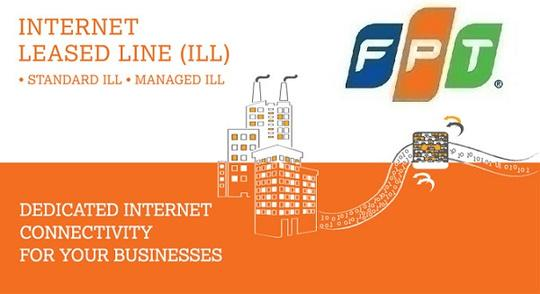 INTERNET
LEASED LINE (ILL)
• STANDARD ILL • MANAGED ILL
FPT®
DEDICATED INTERNET
CONNECTIVITY
FOR YOUR BUSINESSES